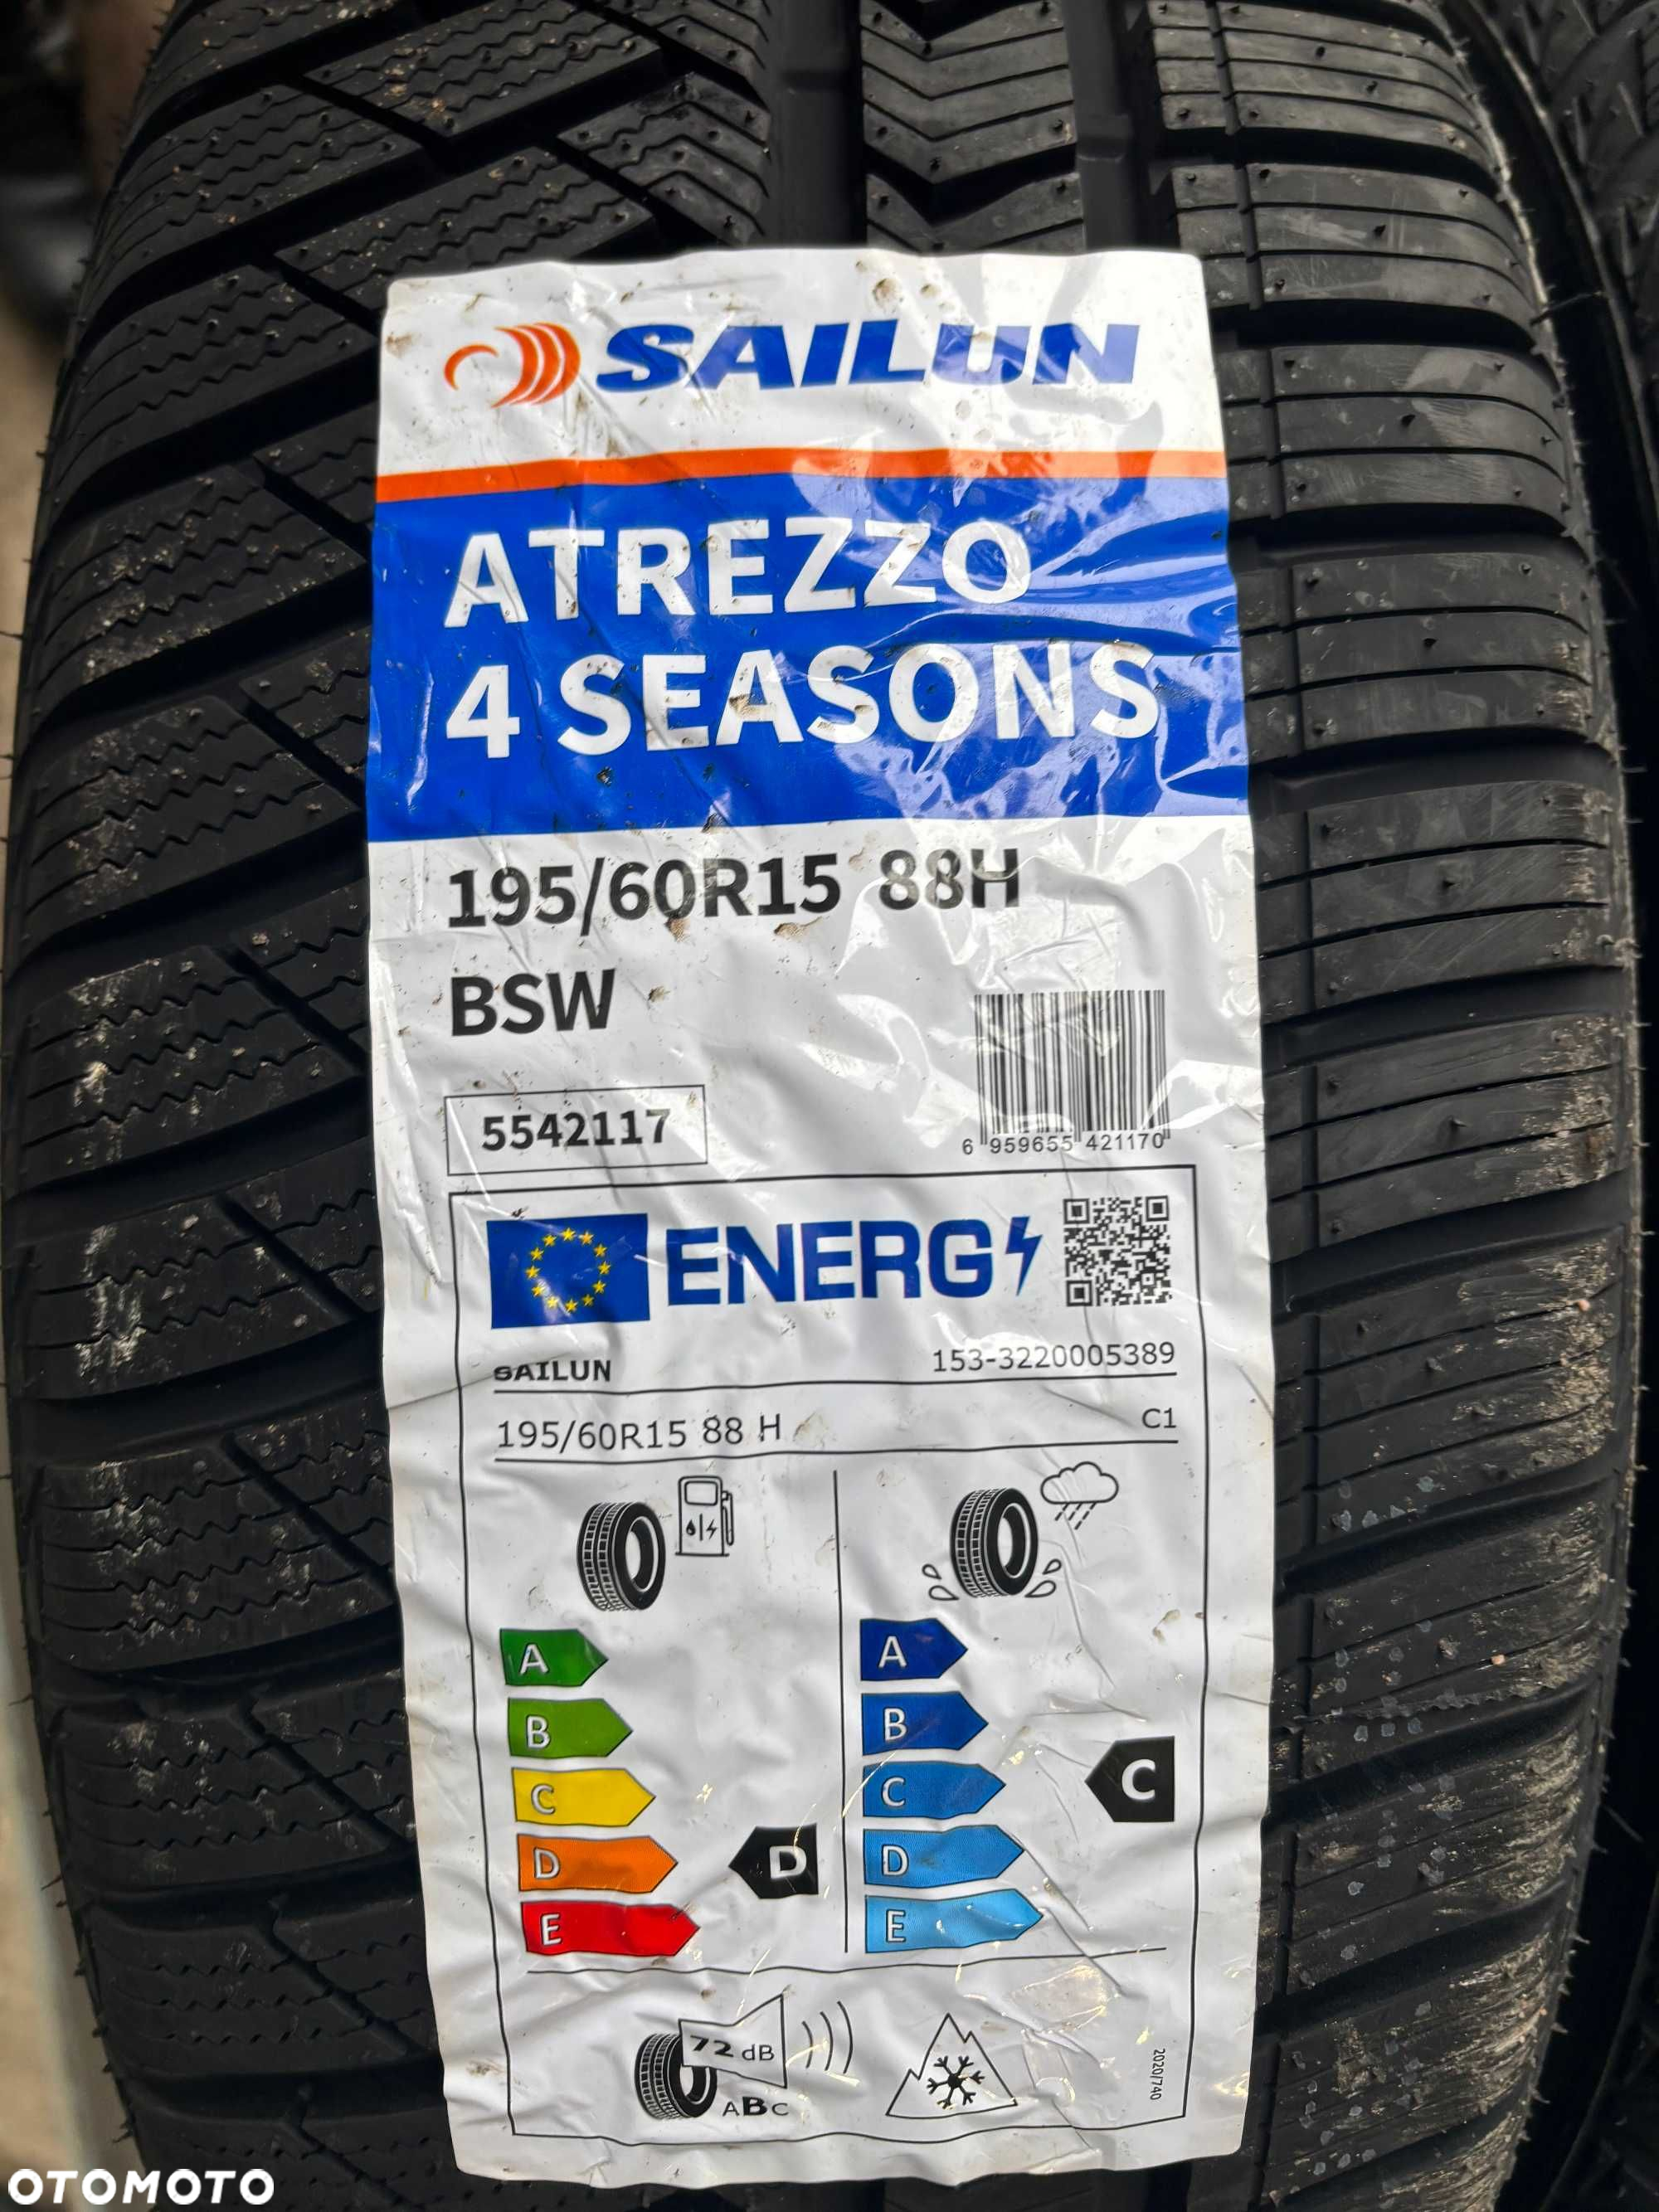 SAILUN
ATREZZO
4 SEASONS
195/60R15 88H
BSW
5542117
6 959655 421170
ENERG
SAILUN
153-3220005389
195/60R15 88 H
C1
A
B
C
D
E
D
A
B
C
D
E
C
72 dB
ABC
2020/740
OTOMOTO